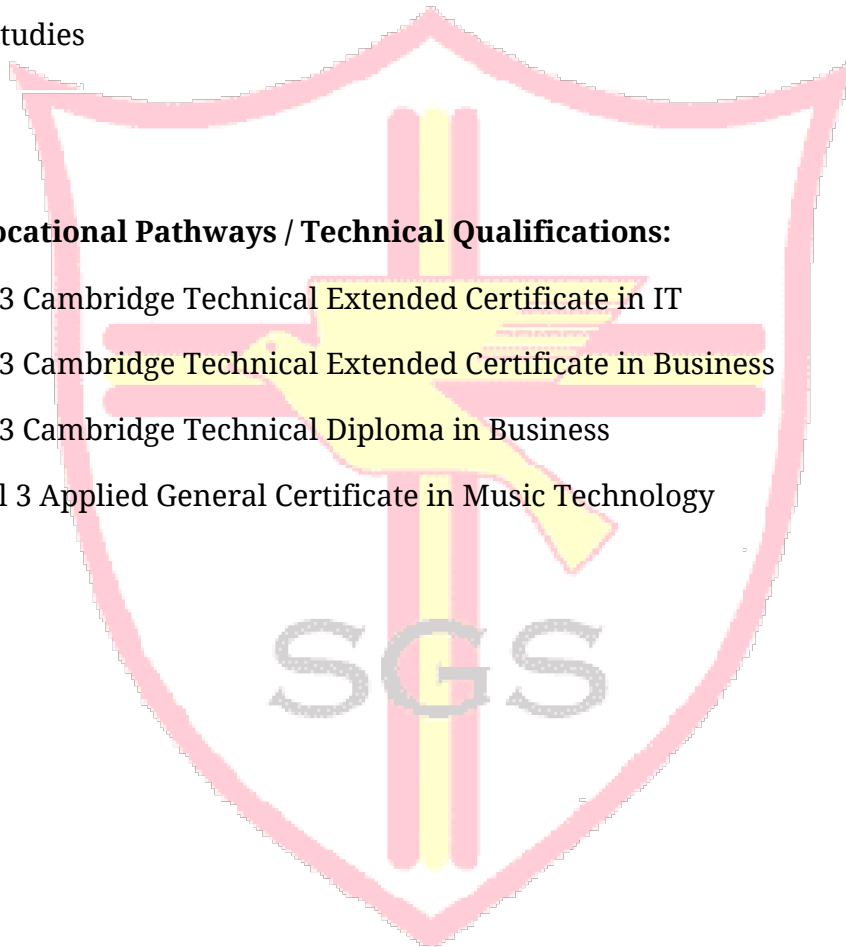 tudies
ocational Pathways / Technical Qualifications:
3 Cambridge Technical Extended Certificate in IT
3 Cambridge Technical Extended Certificate in Business
3 Cambridge Technical Diploma in Business
l 3 Applied General Certificate in Music Technology
SGS